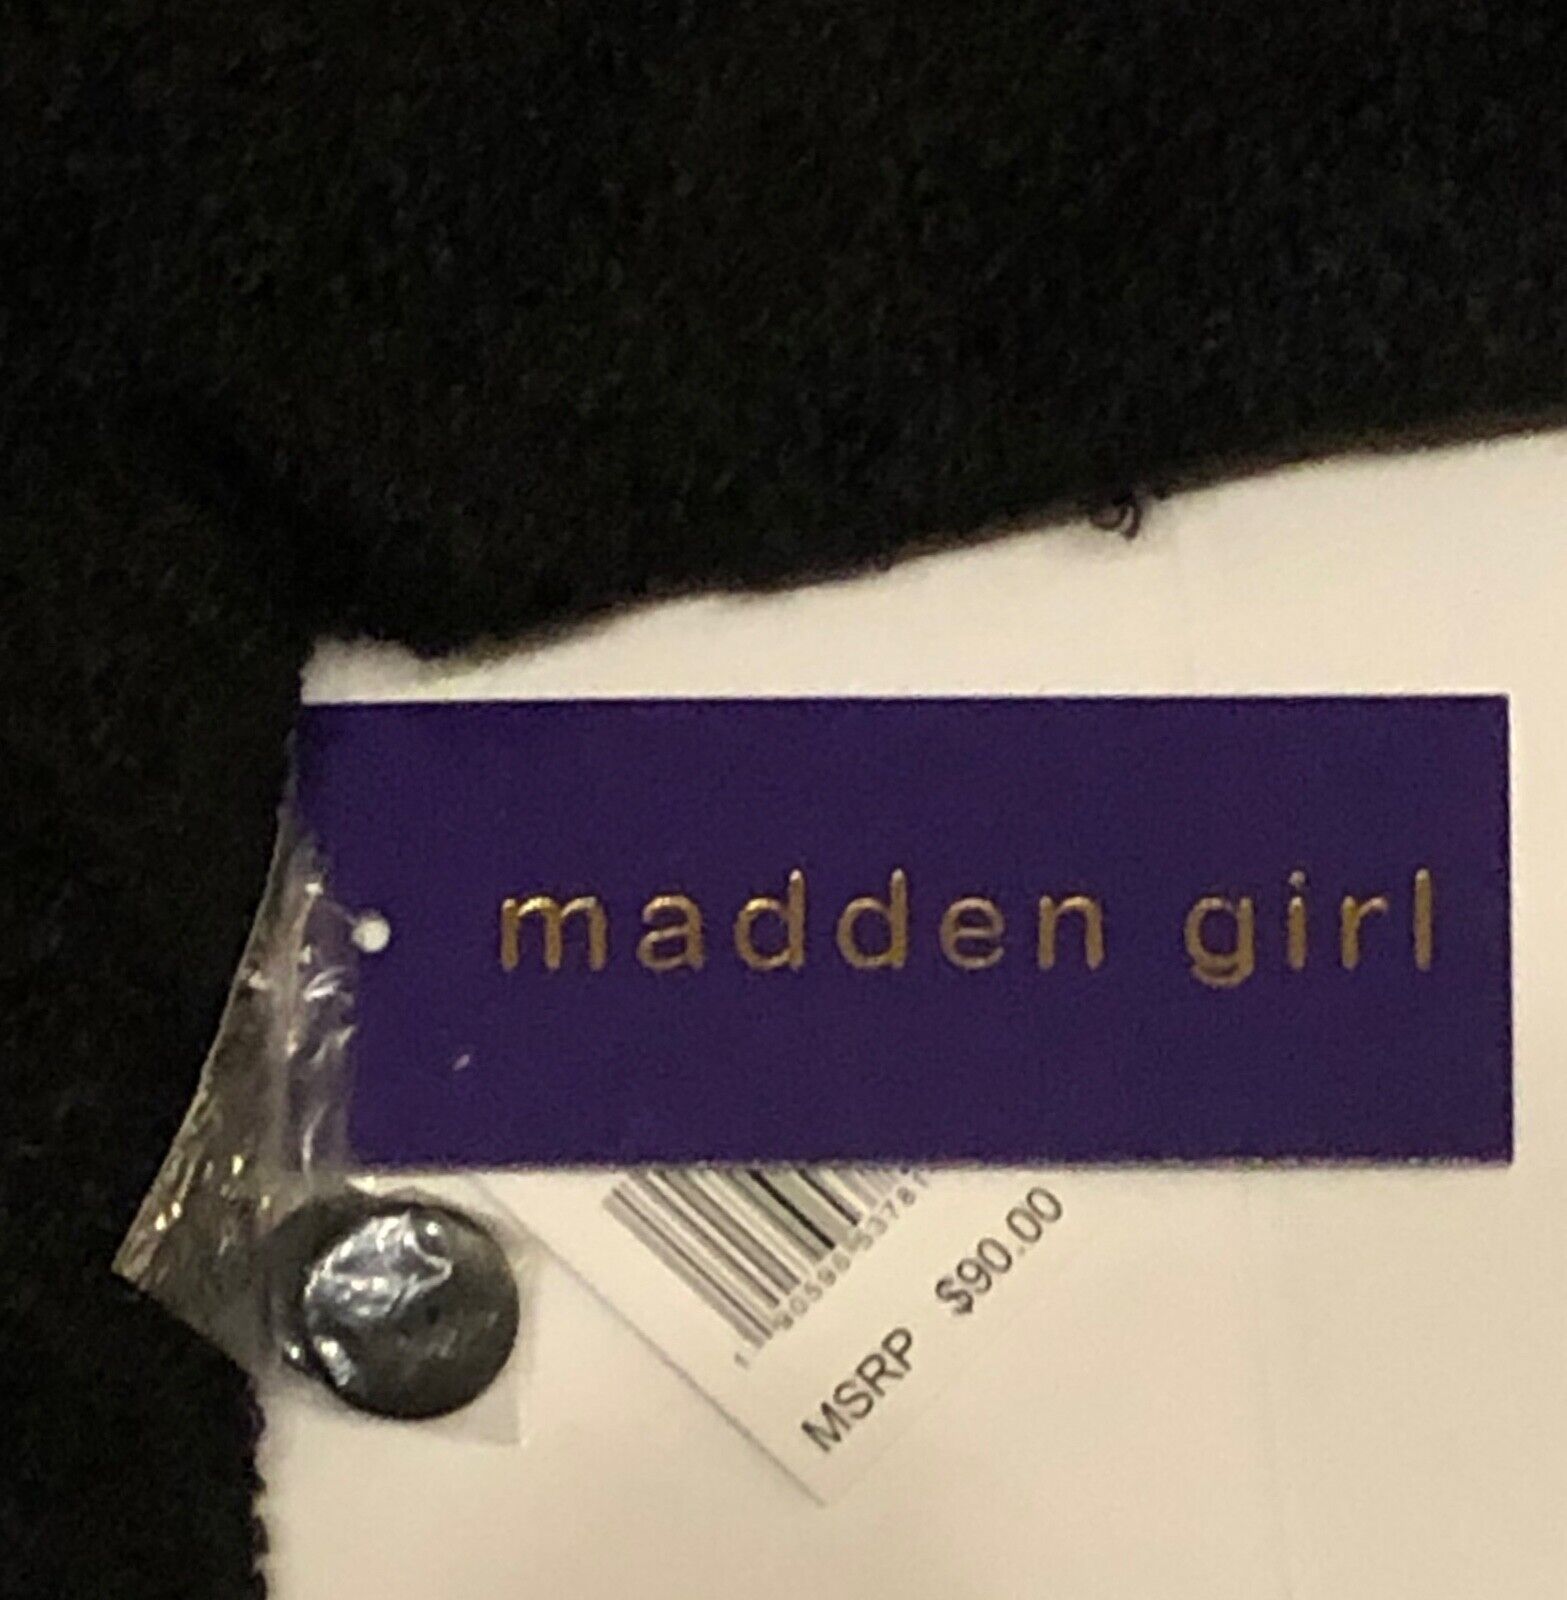 madden girl
MSRP $90.00